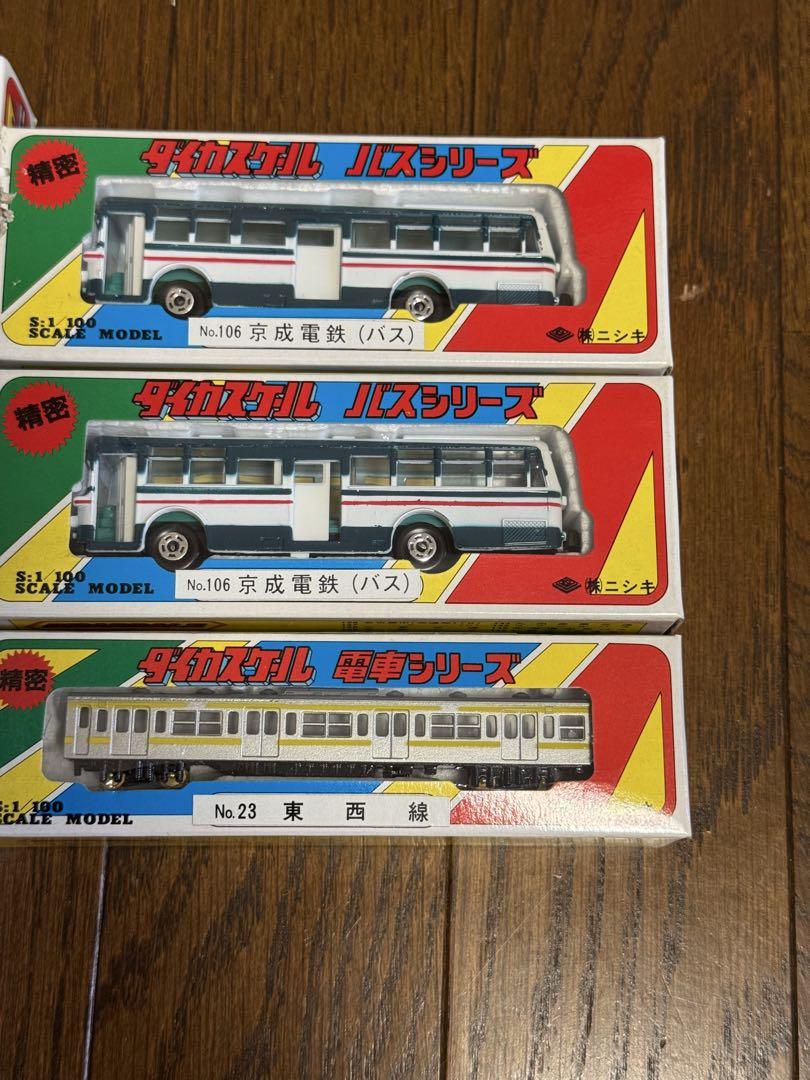 精密
ダイカスケール バスシリーズ
S:1/100
SCALE MODEL
No.106 京成電鉄 (バス)
㈱ニシキ
精密
ダイカスケール バスシリーズ
S:1/100
SCALE MODEL
No.106 京成電鉄 (バス)
㈱ニシキ
精密
ダイカスケール 電車シリーズ
S:1/100
SCALE MODEL
No.23 東西線
キ